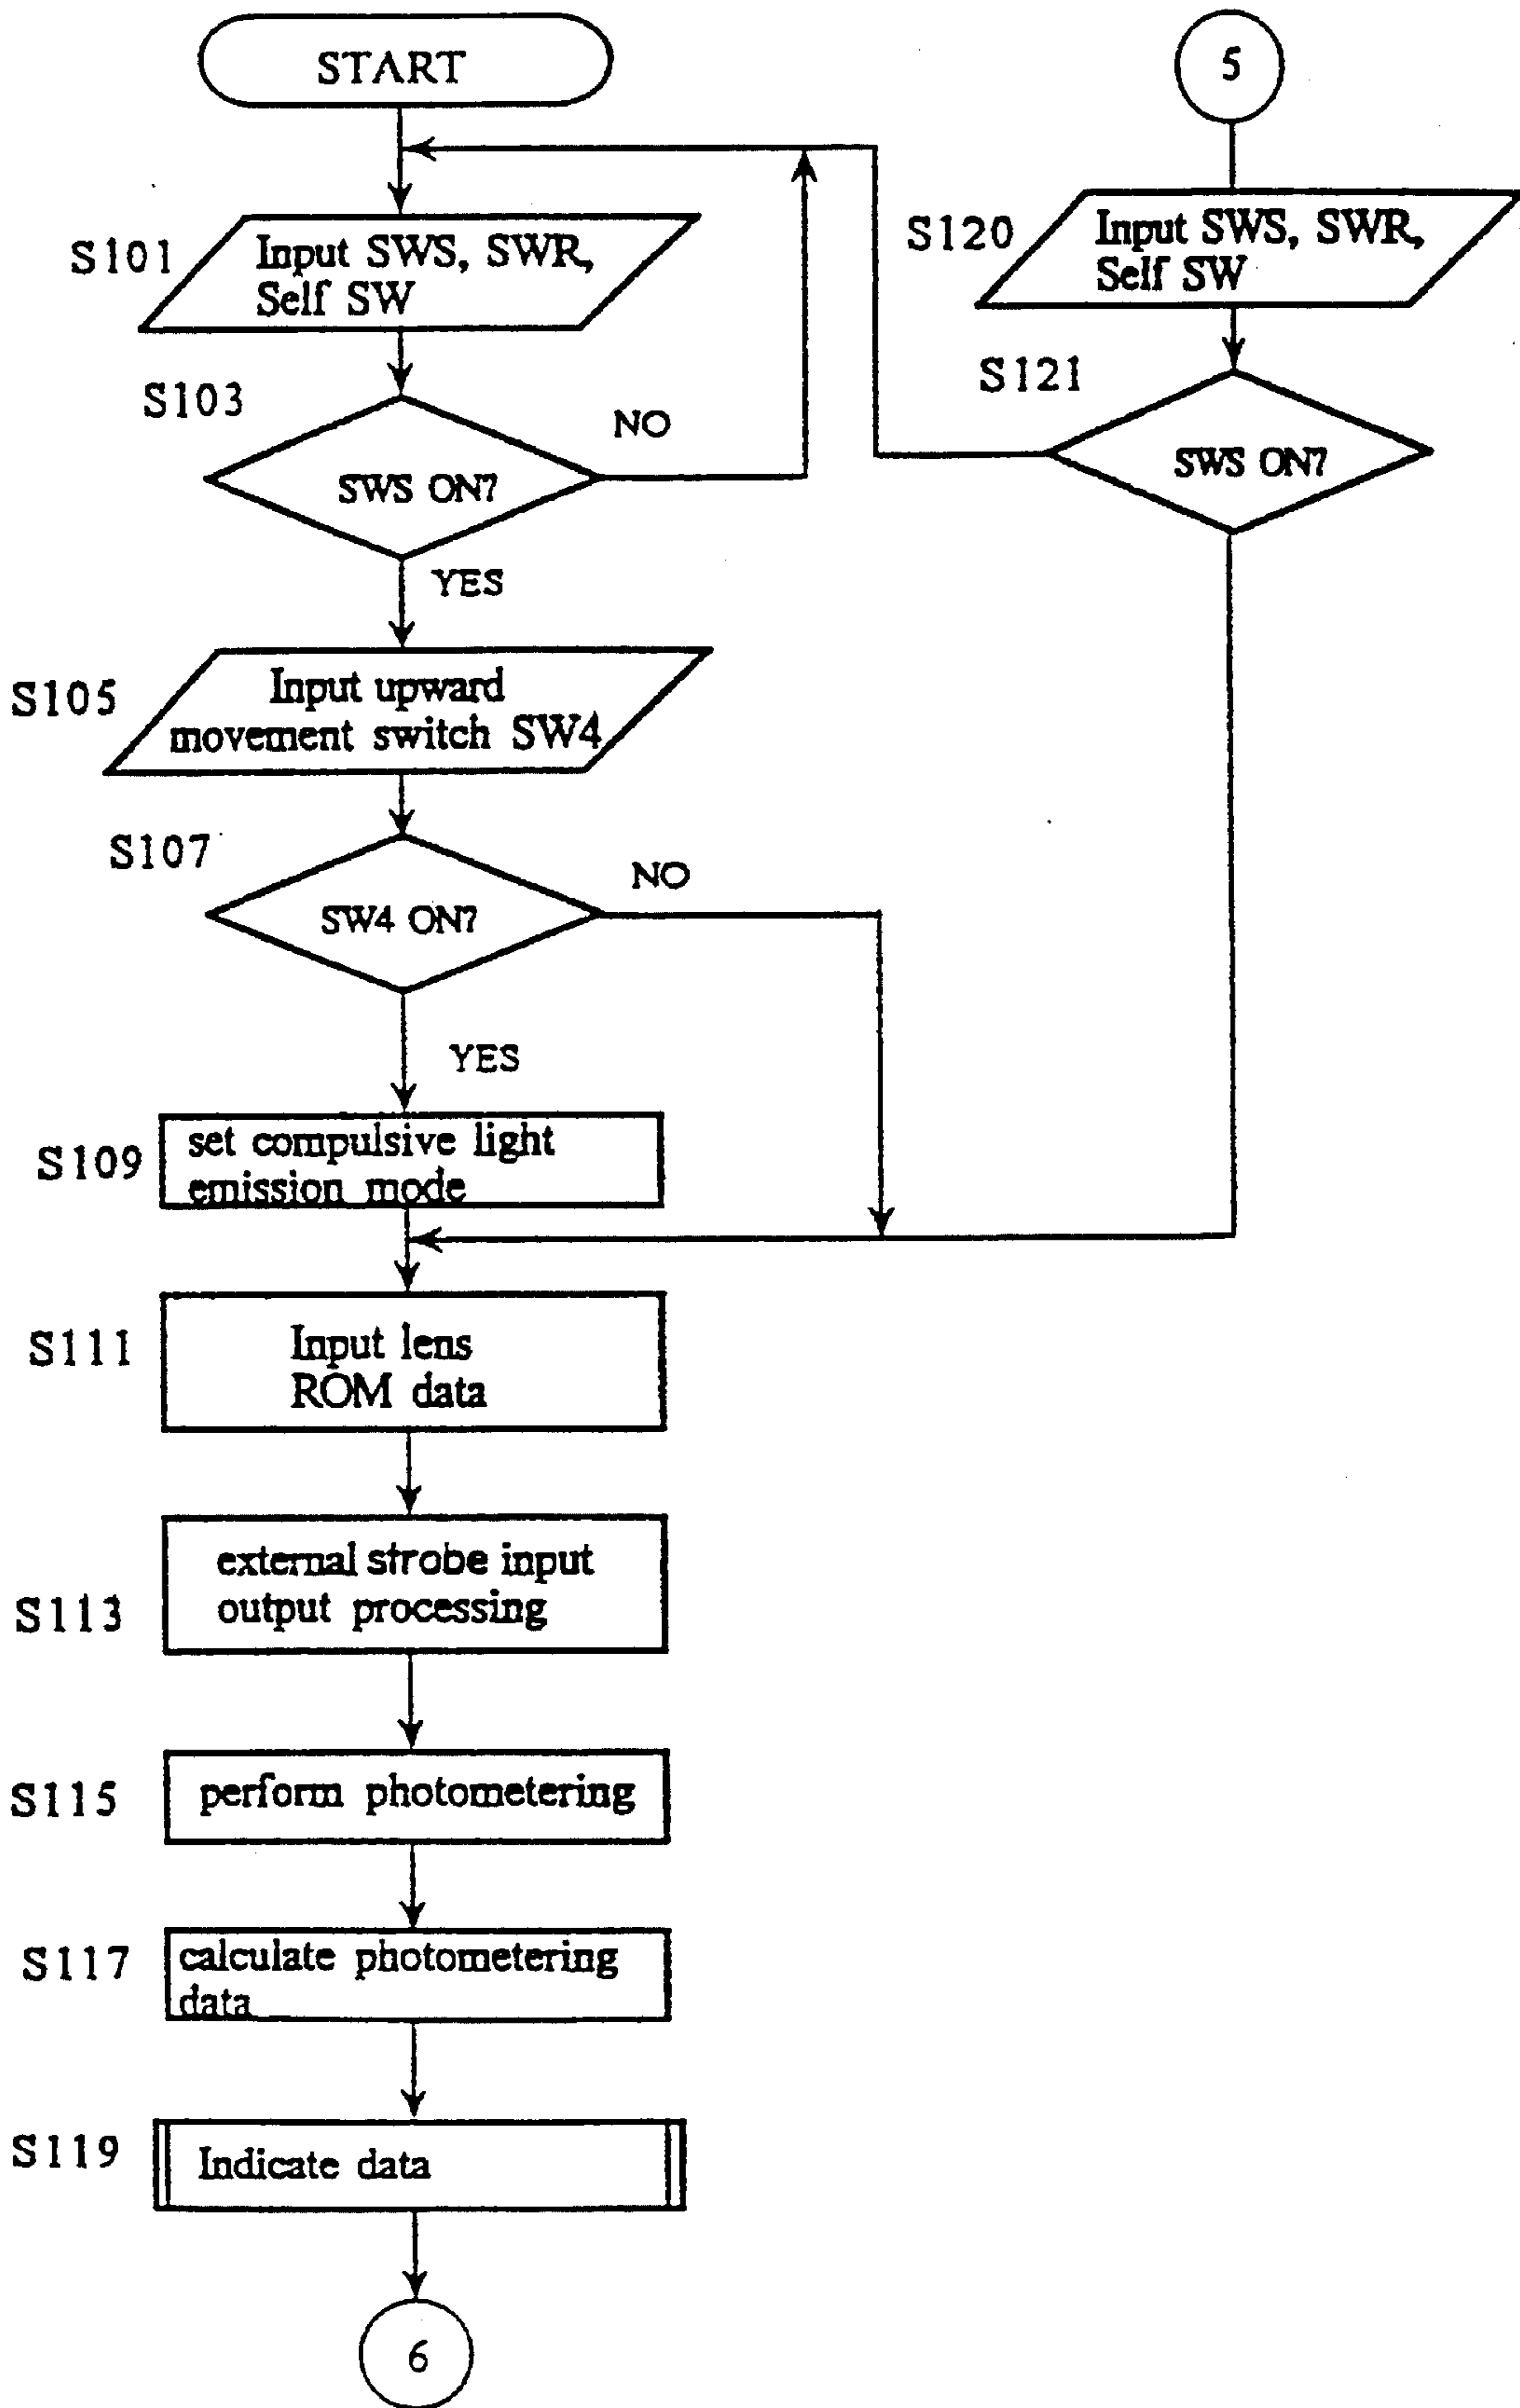 START
S101
Input SWS, SWR,
Self SW
S103
SWS ON?
NO
YES
S105
Input upward
movement switch SW4
S107
SW4 ON?
NO
YES
S109
set compulsive light
emission mode
S111
Input lens
ROM data
S113
external strobe input
output processing
S115
perform photometering
S117
calculate photometering
data
S119
Indicate data
6
5
S120
Input SWS, SWR,
Self SW
S121
SWS ON?